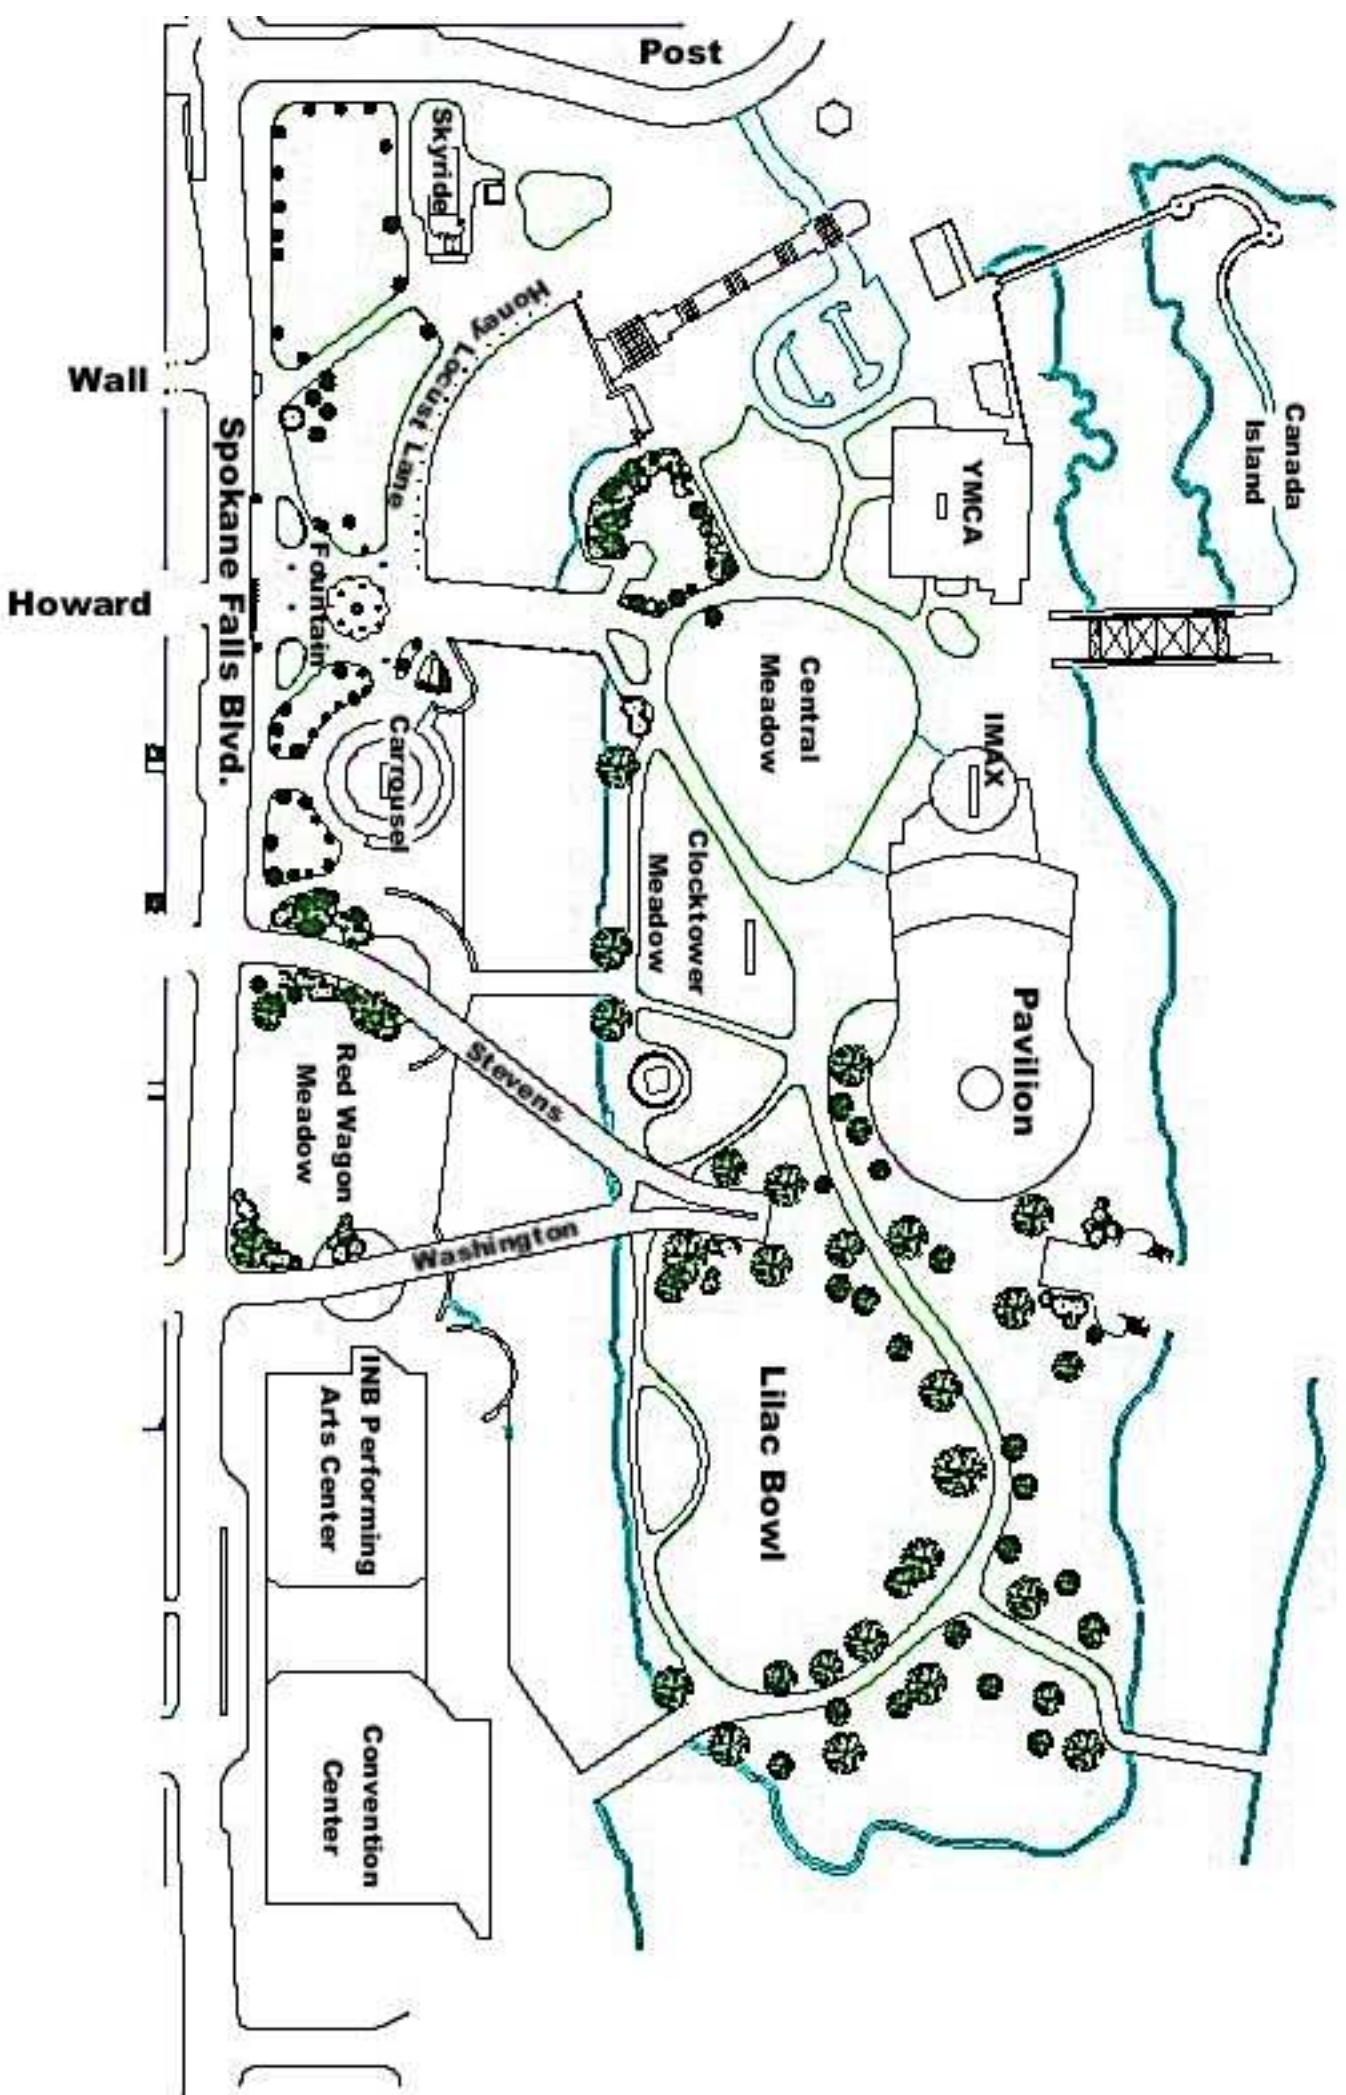 Post
Skyride
Honey Locust Lane
Canada
Island
Wall
YMCA
Spokane Falls Blvd.
Howard
Fountain
Central
Meadow
IMAX
Carrousel
Clocktower
Meadow
Pavilion
Stevens
Red Wagon
Meadow
Washington
Lilac Bowl
INB Performing
Arts Center
Convention
Center